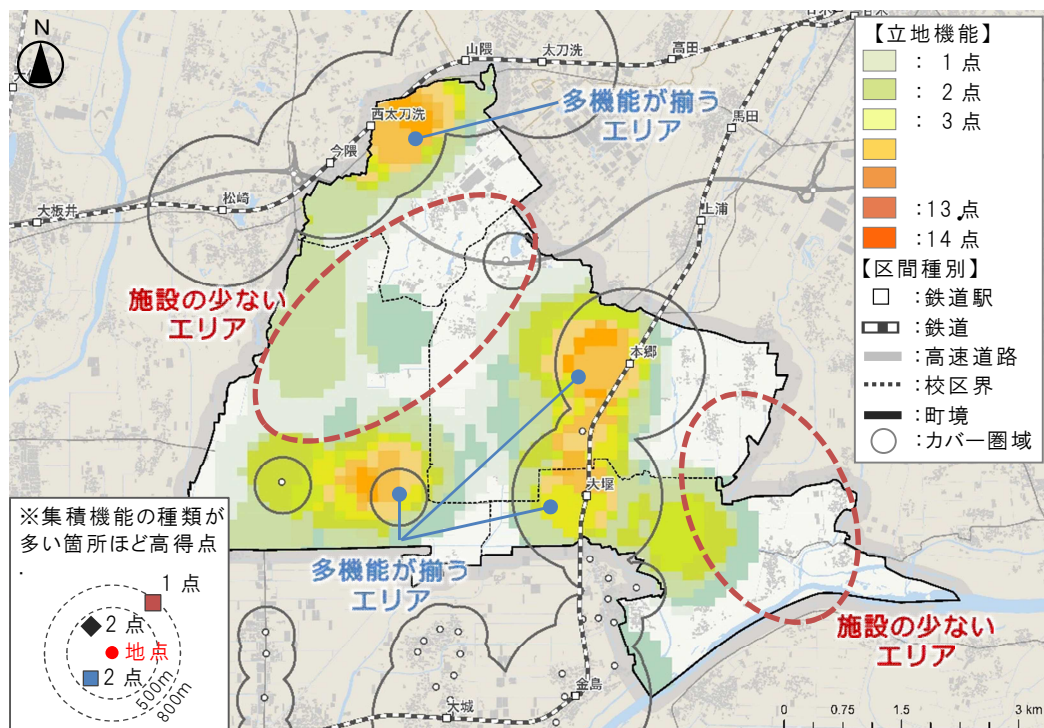 N
山隈
太刀洗
高田
西太刀洗
今隈
松崎
大板井
馬田
上浦
本郷
大堰
金島
大城
多機能が揃う
エリア
施設の少ない
エリア
多機能が揃う
エリア
施設の少ない
エリア
【立地機能】
：１点
：２点
：３点
：13点
：14点
【区間種別】
：鉄道駅
：鉄道
：高速道路
：校区界
：町境
：カバー圏域
※集積機能の種類が
多い箇所ほど高得点
1点
2点
地点
2点
500m
800m
0 0.75 1.5 3 km